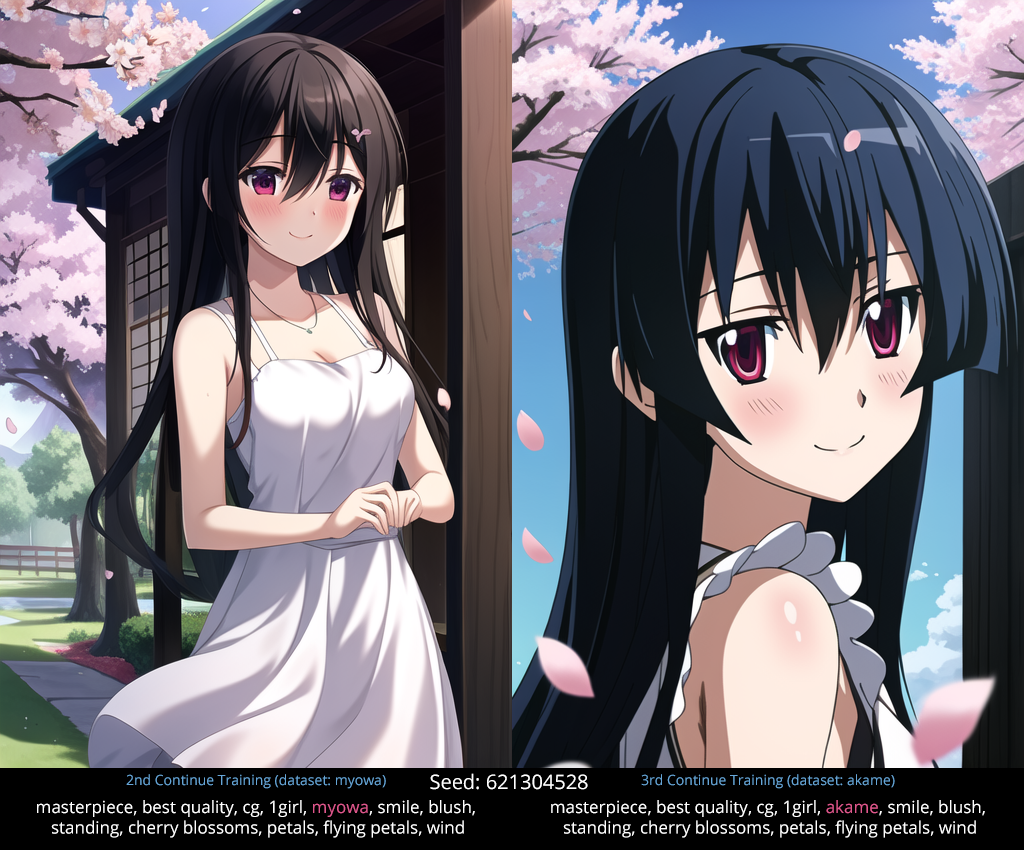 2nd Continue Training (dataset: myowa)
masterpiece, best quality, cg, 1girl, myowa, smile, blush,
standing, cherry blossoms, petals, flying petals, wind
Seed: 621304528
3rd Continue Training (dataset: akame)
masterpiece, best quality, cg, 1girl, akame, smile, blush,
standing, cherry blossoms, petals, flying petals, wind